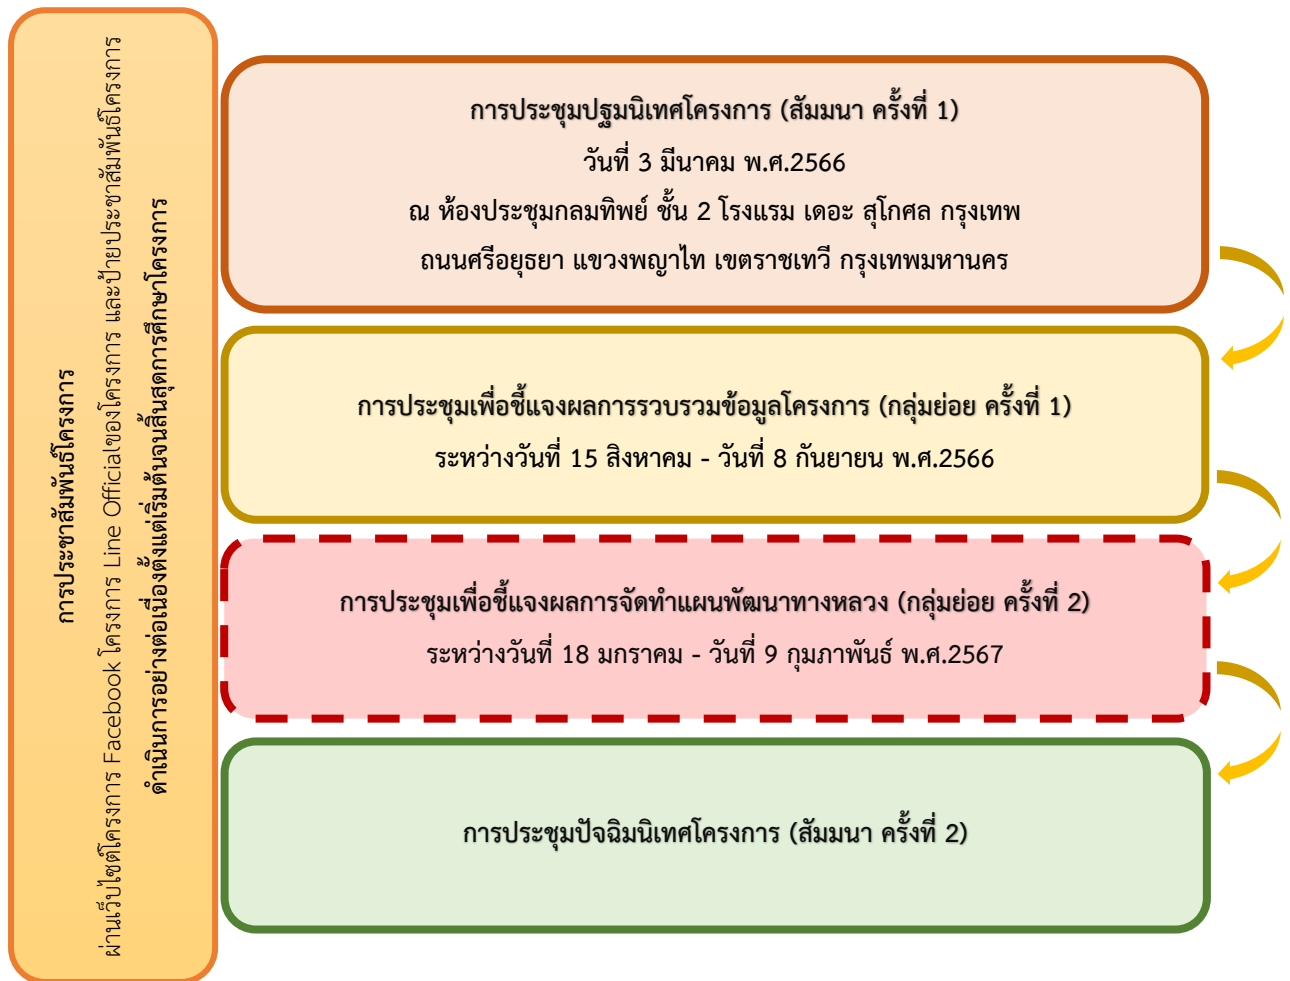 การประชาสัมพันธ์โครงการ
ผ่านเว็บไซต์โครงการ Facebook โครงการ Line Officialของโครงการ และป้ายประชาสัมพันธ์โครงการ
ดำเนินการอย่างต่อเนื่องตั้งแต่เริ่มต้นจนสิ้นสุดการศึกษาโครงการ
การประชุมปฐมนิเทศโครงการ (สัมมนา ครั้งที่ 1)
วันที่ 3 มีนาคม พ.ศ.2566
ณ ห้องประชุมกลมทิพย์ ชั้น 2 โรงแรม เดอะ สุโกศล กรุงเทพ
ถนนศรีอยุธยา แขวงพญาไท เขตราชเทวี กรุงเทพมหานคร
การประชุมเพื่อชี้แจงผลการรวบรวมข้อมูลโครงการ (กลุ่มย่อย ครั้งที่ 1)
ระหว่างวันที่ 15 สิงหาคม - วันที่ 8 กันยายน พ.ศ.2566
การประชุมเพื่อชี้แจงผลการจัดทำแผนพัฒนาทางหลวง (กลุ่มย่อย ครั้งที่ 2)
ระหว่างวันที่ 18 มกราคม - วันที่ 9 กุมภาพันธ์ พ.ศ.2567
การประชุมปัจฉิมนิเทศโครงการ (สัมมนา ครั้งที่ 2)